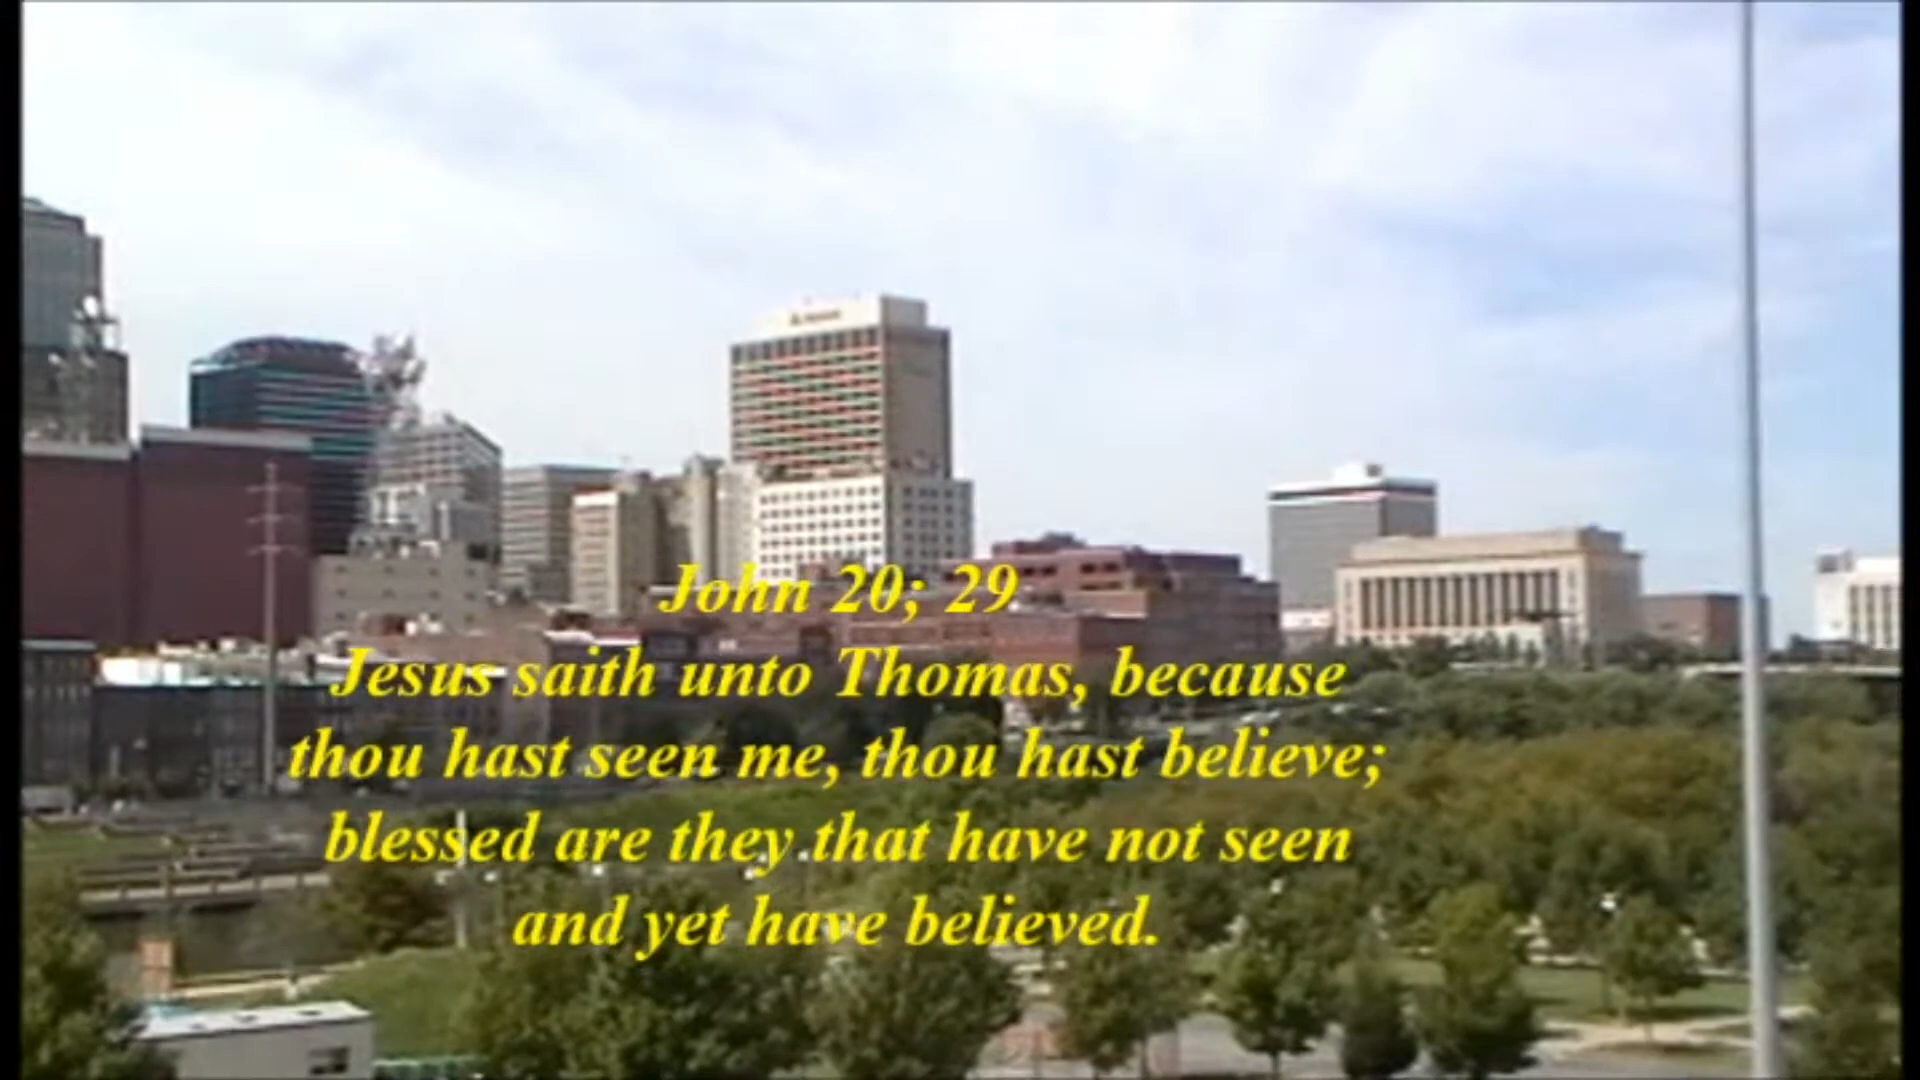 John 20; 29
Jesus saith unto Thomas, because
thou hast seen me, thou hast believe;
blessed are they that have not seen
and yet have believed.